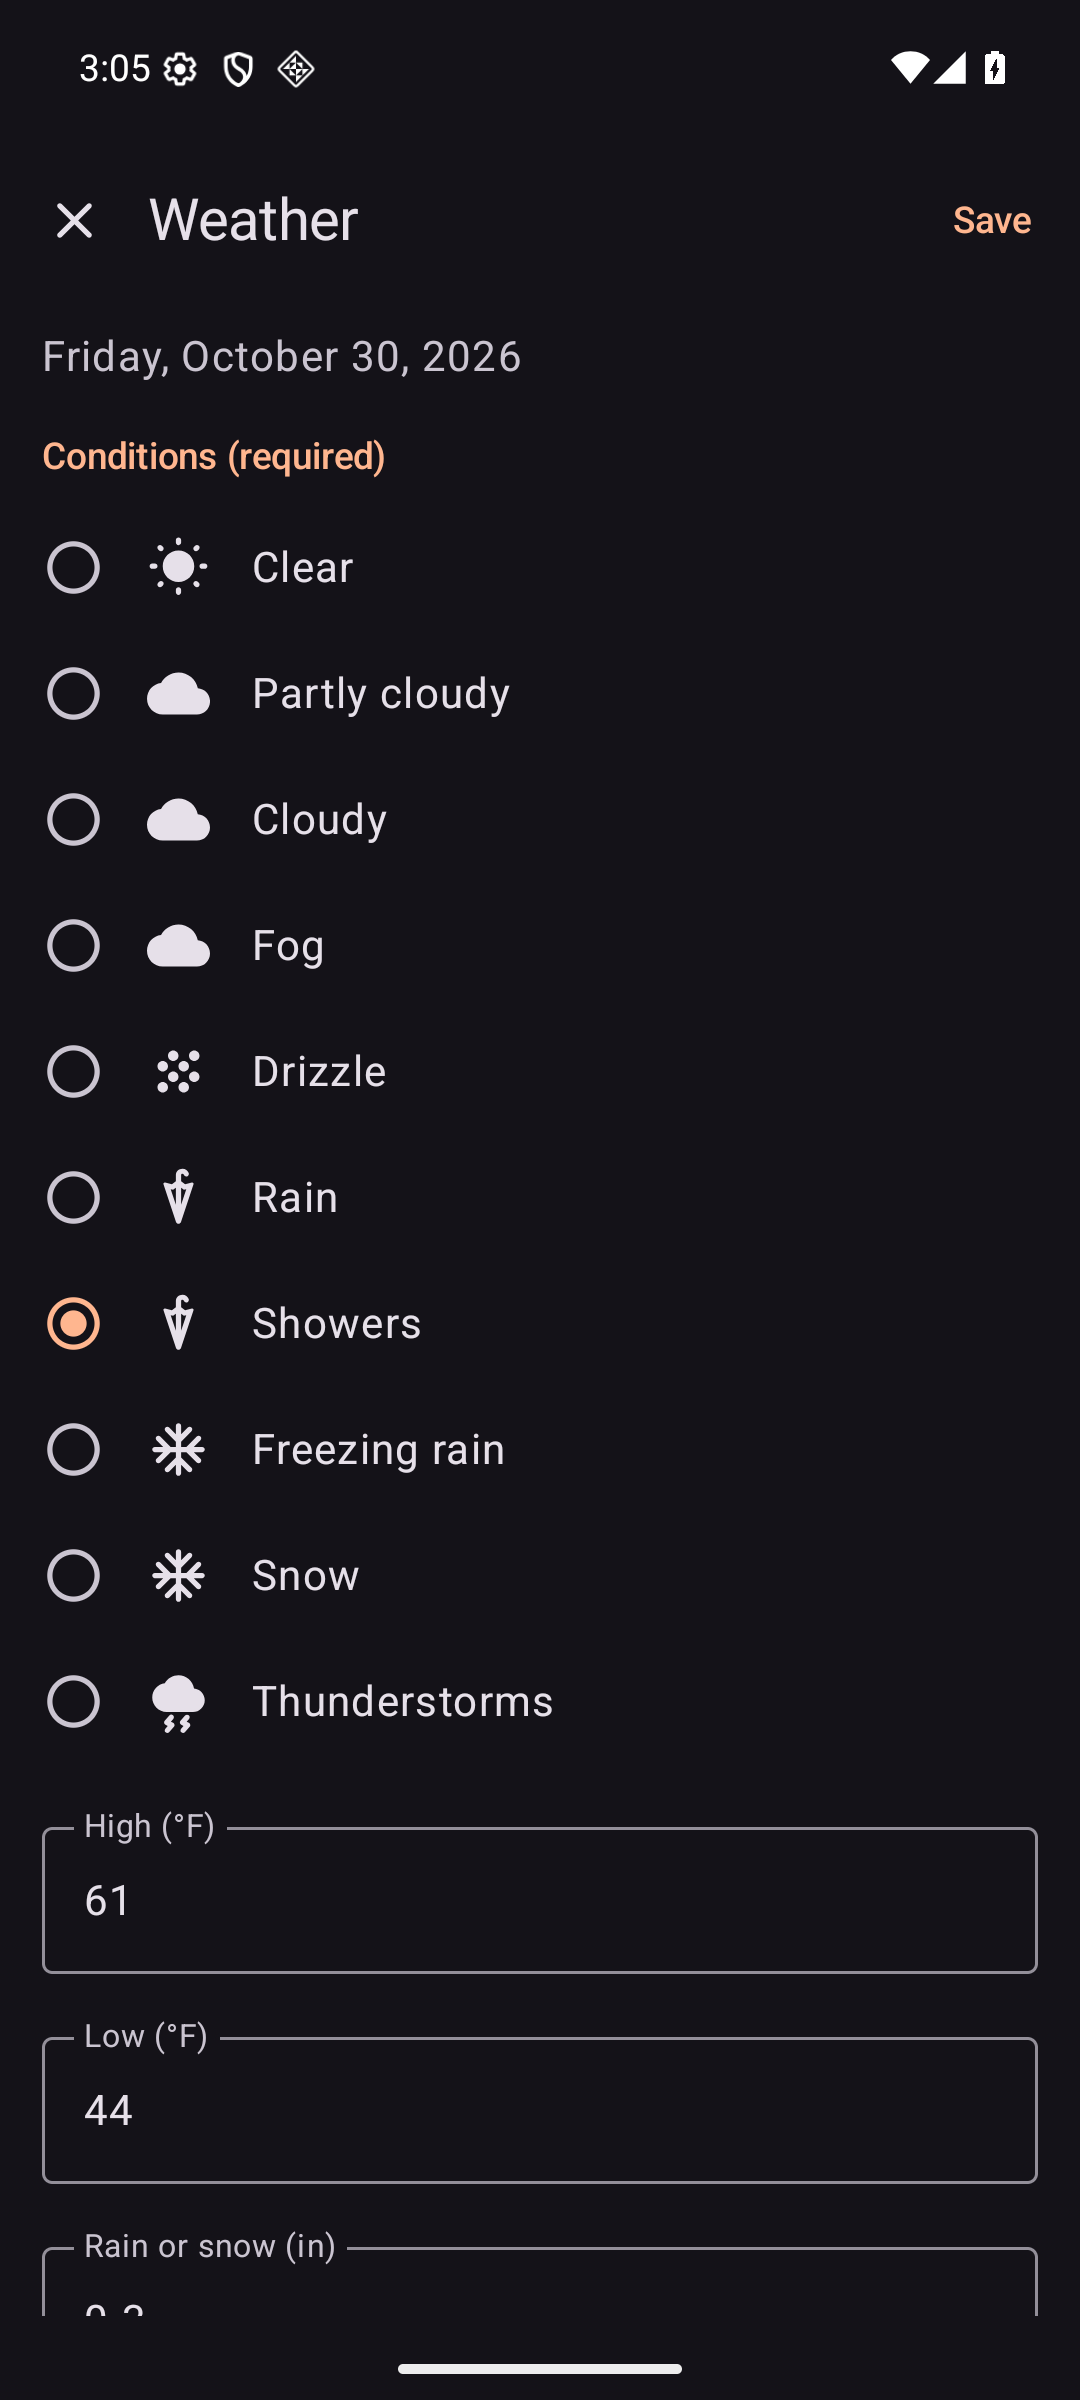 3:05
Weather
Save
Friday, October 30, 2026
Conditions (required)
Clear
Partly cloudy
Cloudy
Fog
Drizzle
Rain
Showers
Freezing rain
Snow
Thunderstorms
High (°F)
61
Low (°F)
44
Rain or snow (in)